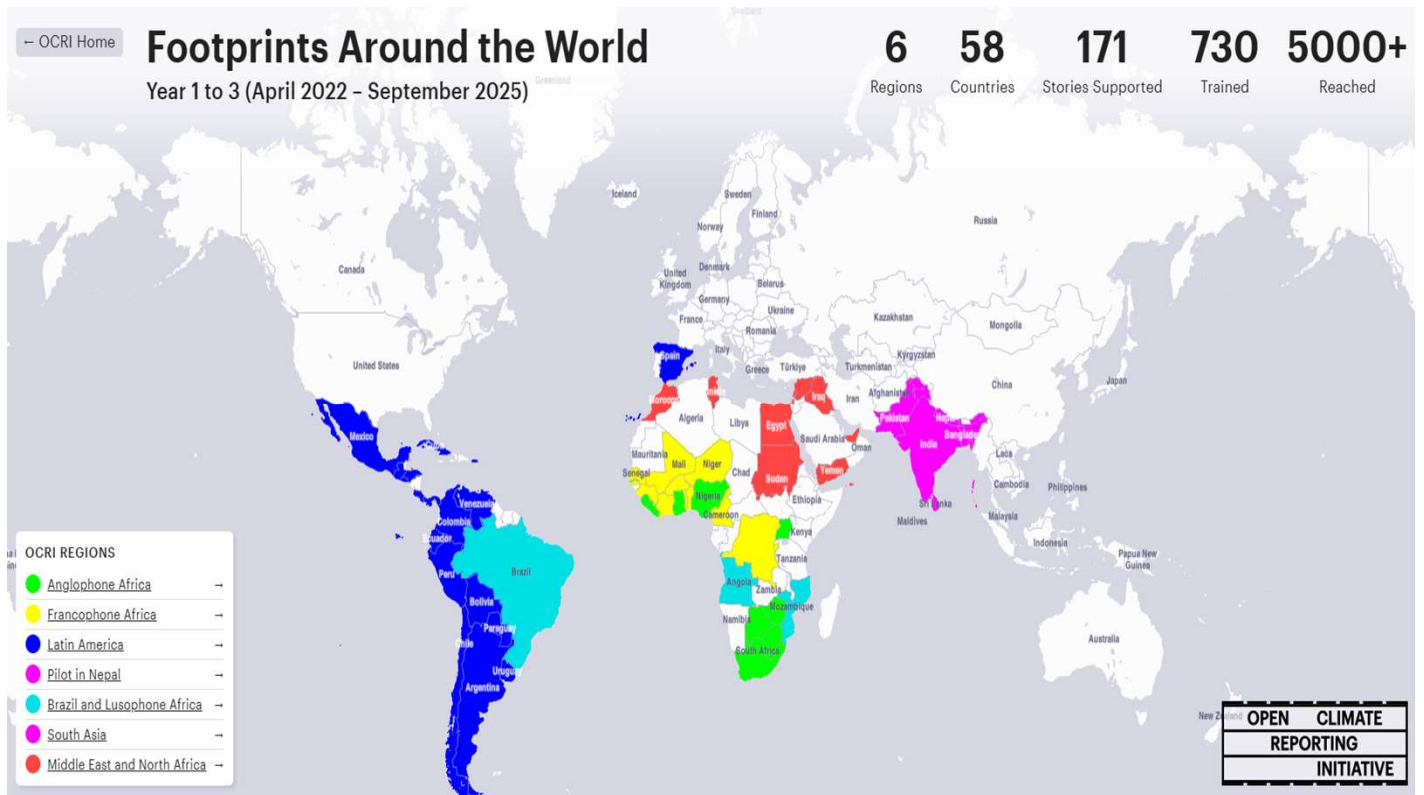 ← OCRI Home
Footprints Around the World
Year 1 to 3 (April 2022 – September 2025)
6
Regions
58
Countries
171
Stories Supported
730
Trained
5000+
Reached
Greenland
Iceland
Sweden
Finland
Norway
Russia
Canada
United
Kingdom
Denmark
Belarus
Germany
Ukraine
France
Kazakhstan
Romania
Mongolia
Italy
Spain
Kyrgyzstan
United States
Greece
Türkiye
Turkmenistan
China
Japan
Afghanistan
Iran
Iraq
Morocco
Algeria
Libya
Egypt
Pakistan
Nepal
Mexico
Saudi Arabia
India
Oman
Mauritania
Laos
Mali
Niger
Chad
Senegal
Yemen
Sudan
Cambodia
Philippines
Nigeria
Ethiopia
Sri Lanka
Venezuela
Cameroon
Malaysia
Maldives
Colombia
Kenya
Ecuador
Indonesia
Tanzania
Papua New
Guinea
Peru
Brazil
Angola
Zambia
Bolivia
Mozambique
Namibia
Paraguay
Chile
South Africa
Australia
Uruguay
Argentina
New Zealand
OCRI REGIONS
Anglophone Africa →
Francophone Africa →
Latin America →
Pilot in Nepal →
Brazil and Lusophone Africa →
South Asia →
Middle East and North Africa →
OPEN CLIMATE
REPORTING
INITIATIVE